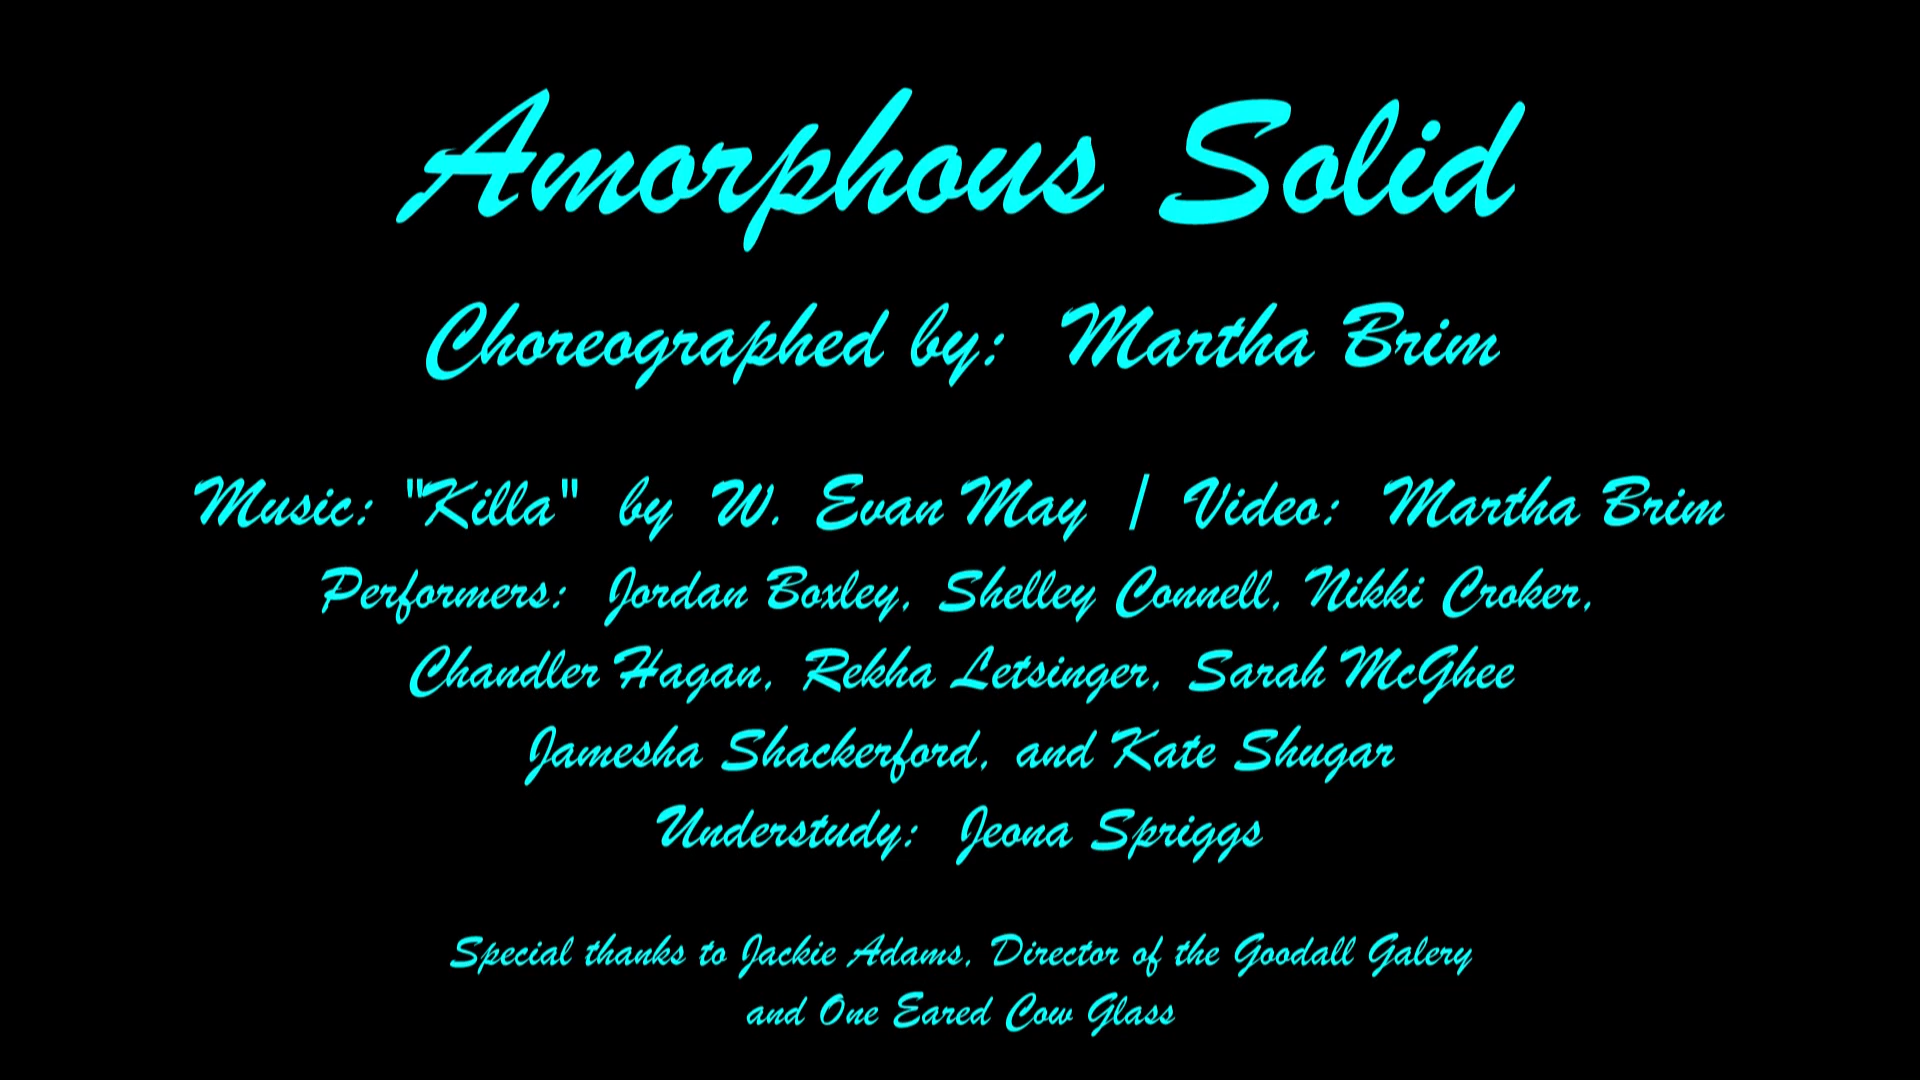 Amorphous Solid
Choreographed by: Martha Brim
Music: "Killa" by W. Evan May / Video: Martha Brim
Performers: Jordan Boxley, Shelley Connell, Nikki Croker,
Chandler Hagan, Rekha Letsinger, Sarah McGhee
Jamesha Shackerford, and Kate Shugar
Understudy: Jeona Spriggs
Special thanks to Jackie Adams, Director of the Goodall Galery
and One Eared Cow Glass